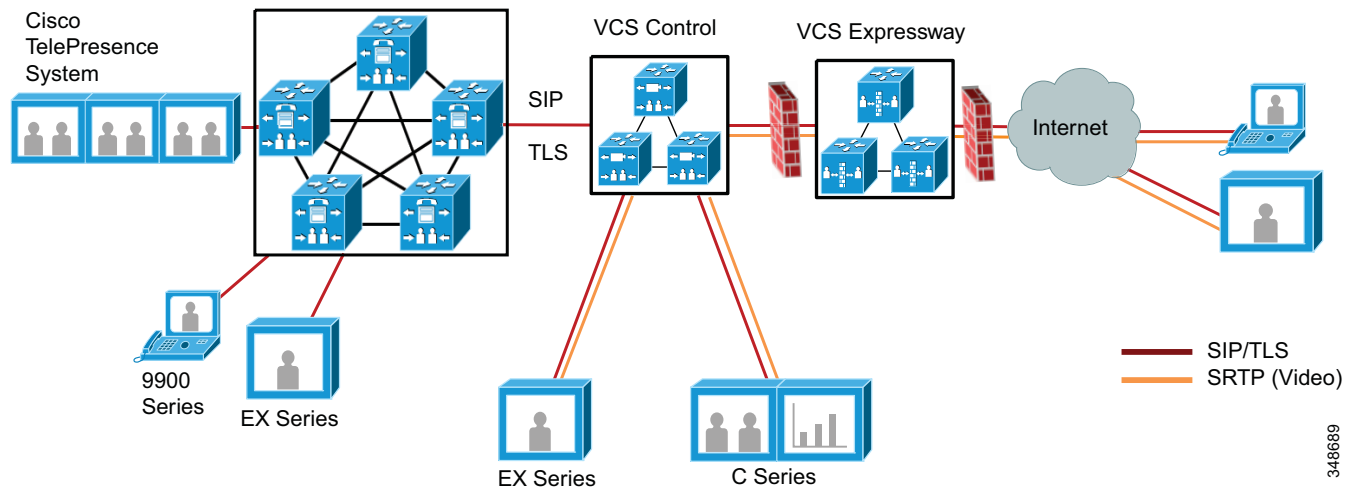 Cisco
TelePresence
System
VCS Control
VCS Expressway
SIP
TLS
Internet
9900
Series
EX Series
EX Series
C Series
SIP/TLS
SRTP (Video)
348689